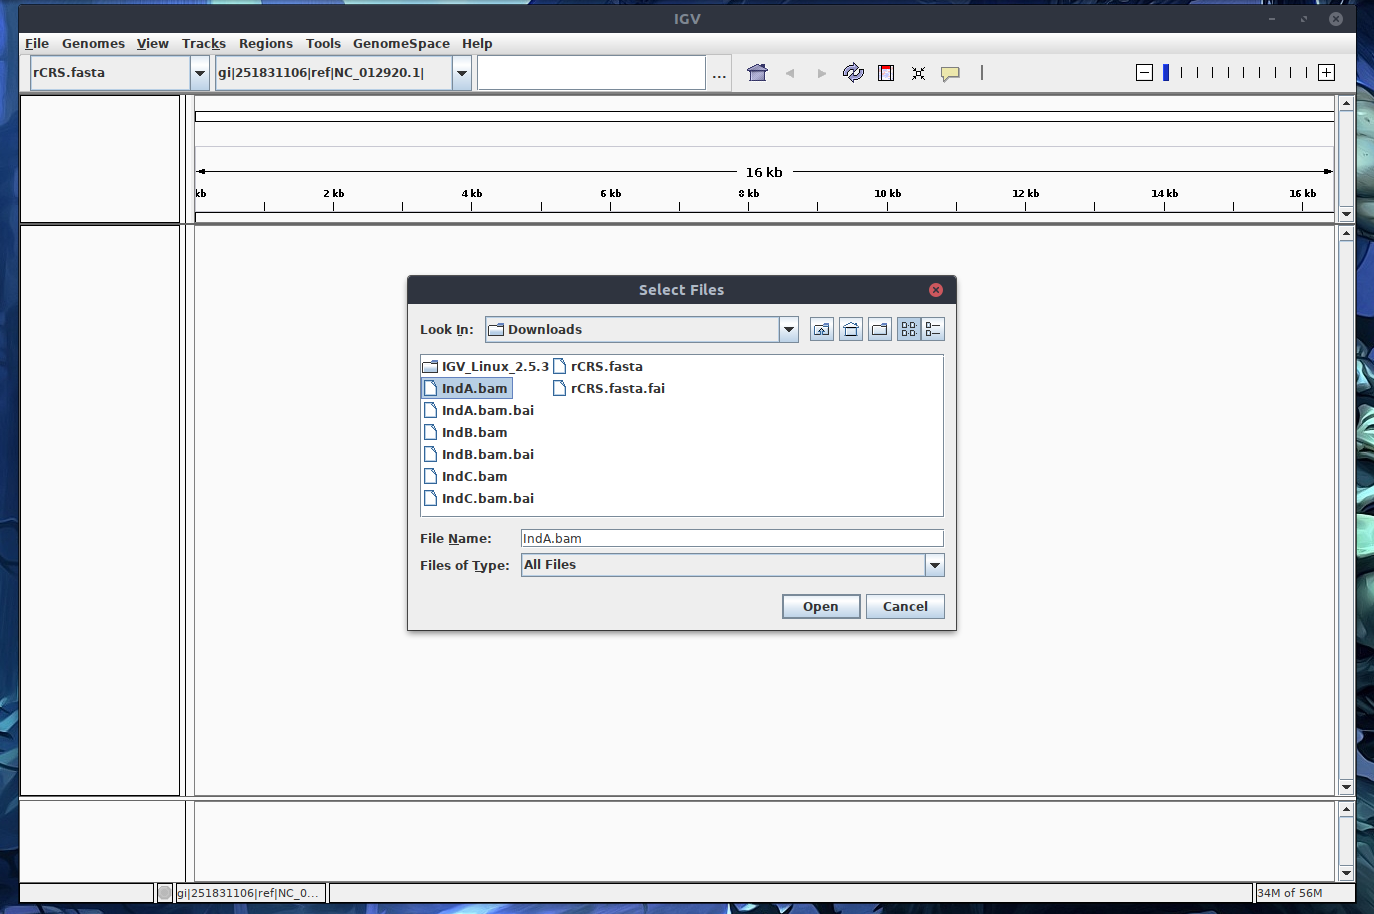 IGV
File Genomes View Tracks Regions Tools GenomeSpace Help
rCRS.fasta gi|251831106|ref|NC_012920.1| ...
16 kb
kb 2 kb 4 kb 6 kb 8 kb 10 kb 12 kb 14 kb 16 kb
Select Files
Look In: Downloads
IGV_Linux_2.5.3 rCRS.fasta
IndA.bam rCRS.fasta.fai
IndA.bam.bai
IndB.bam
IndB.bam.bai
IndC.bam
IndC.bam.bai
File Name: IndA.bam
Files of Type: All Files
Open Cancel
gi|251831106|ref|NC_0... 34M of 56M